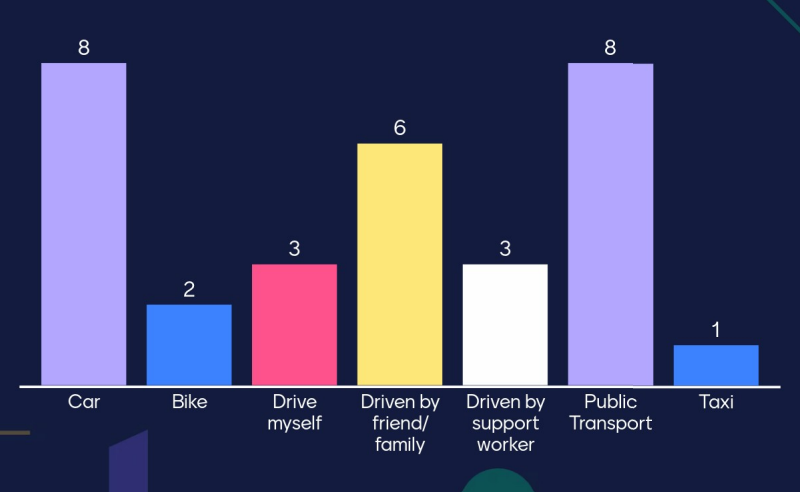 8
2
3
6
3
8
1
Car
Bike
Drive
myself
Driven by
friend/
family
Driven by
support
worker
Public
Transport
Taxi